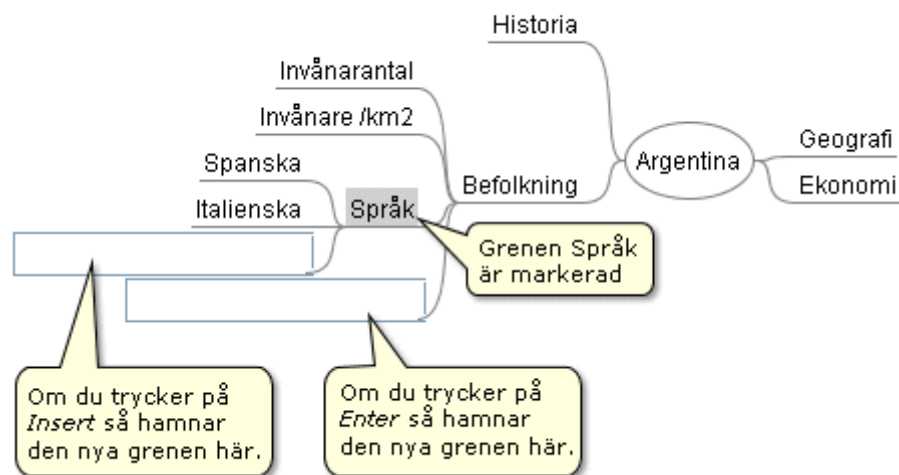 Historia
Invånarantal
Invånare /km2
Argentina
Geografi
Spanska
Befolkning
Ekonomi
Italienska
Språk
Grenen Språk
är markerad
Om du trycker på
Insert så hamnar
den nya grenen här.
Om du trycker på
Enter så hamnar
den nya grenen här.